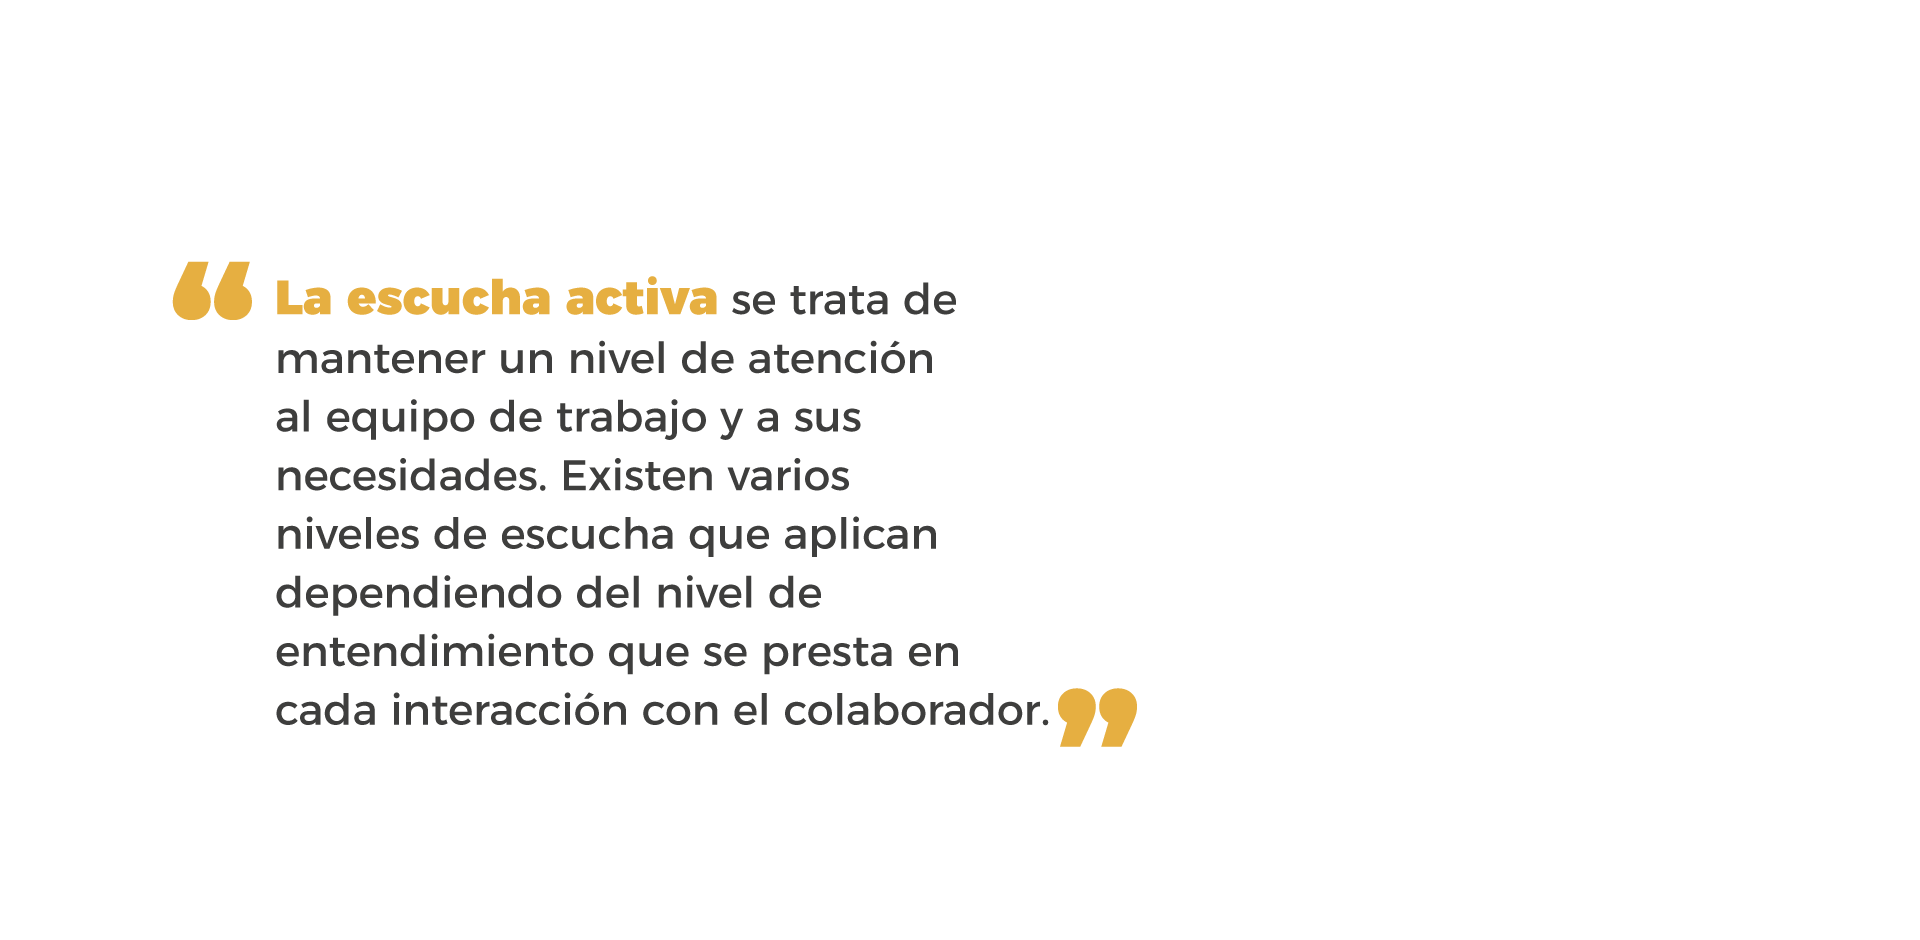 “La escucha activa se trata de
mantener un nivel de atención
al equipo de trabajo y a sus
necesidades. Existen varios
niveles de escucha que aplican
dependiendo del nivel de
entendimiento que se presta en
cada interacción con el colaborador.”